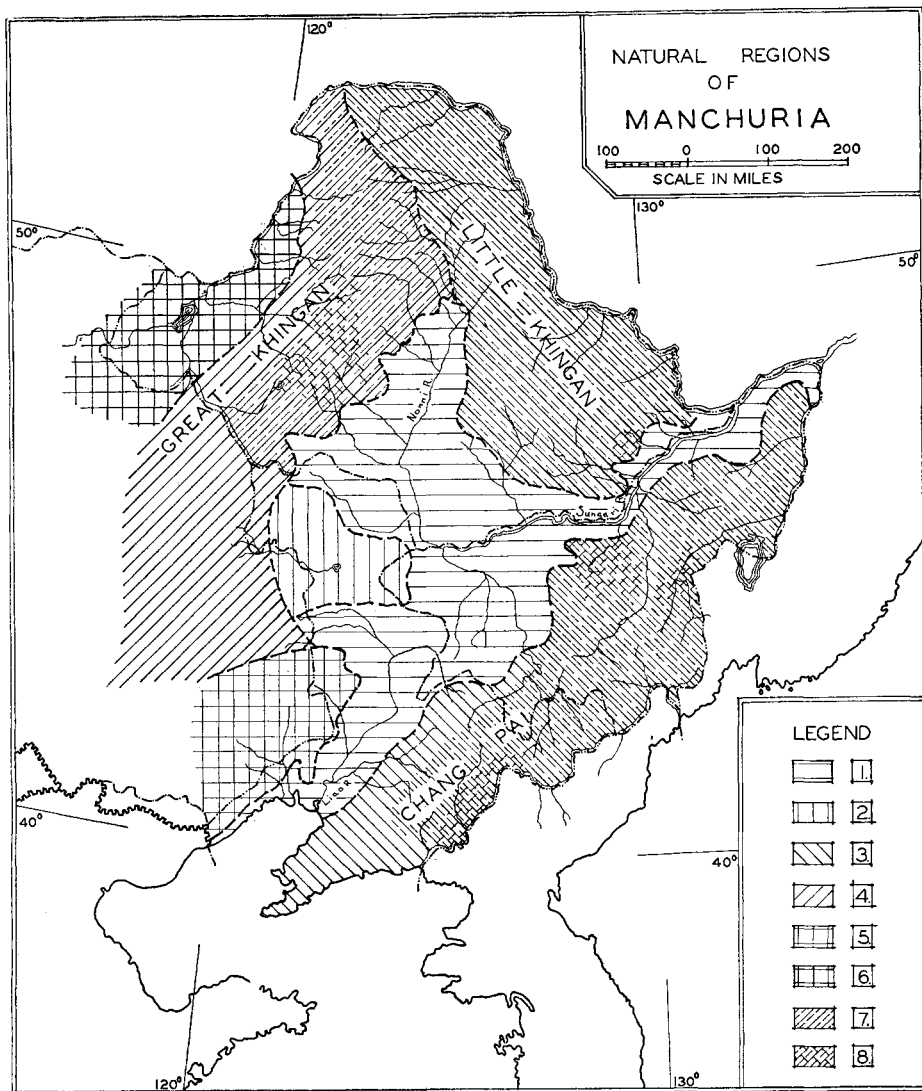 NATURAL REGIONS
OF
MANCHURIA
100 0 100 200
SCALE IN MILES
120°
130°
50°
50
LITTLE KHINGAN
GREAT KHINGAN
Nonni R.
Sungari
CHANG PAI
Liao R.
40°
40°
120°
130°
LEGEND
1.
2.
3.
4.
5.
6.
7.
8.